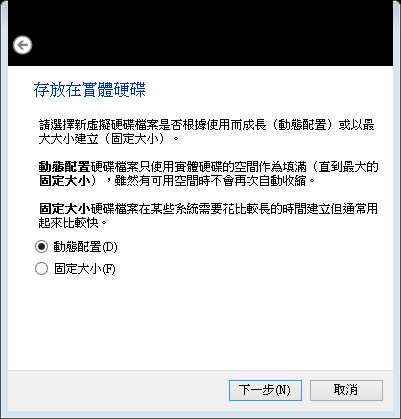 存放在實體硬碟
請選擇新虛擬硬碟檔案是否根據使用而成長（動態配置）或以最
大大小建立（固定大小）。
動態配置硬碟檔案只使用實體硬碟的空間作為填滿（直到最大的
固定大小），雖然有可用空間時不會再次自動收縮。
固定大小硬碟檔案在某些系統需要花比較長的時間建立但通常用
起來比較快。
動態配置(D)
固定大小(F)
下一步(N)
取消